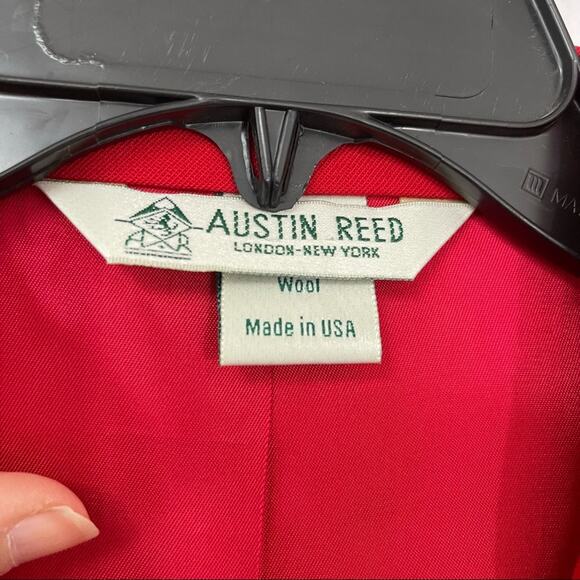 AUSTIN REED
LONDON-NEW YORK
Wool
Made in USA